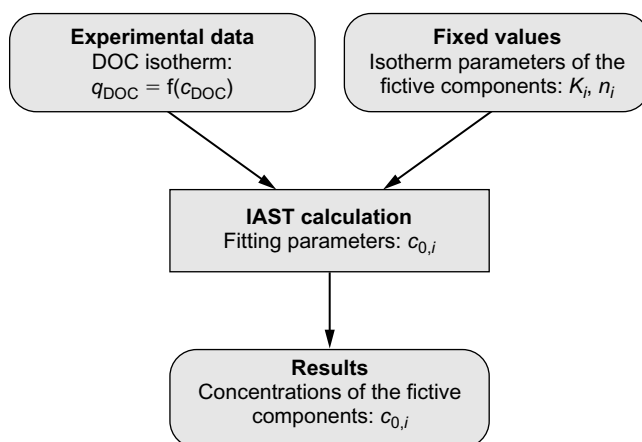 Experimental data
DOC isotherm:
q_DOC = f(c_DOC)
Fixed values
Isotherm parameters of the
fictive components: K_i, n_i
IAST calculation
Fitting parameters: c_0,i
Results
Concentrations of the fictive
components: c_0,i